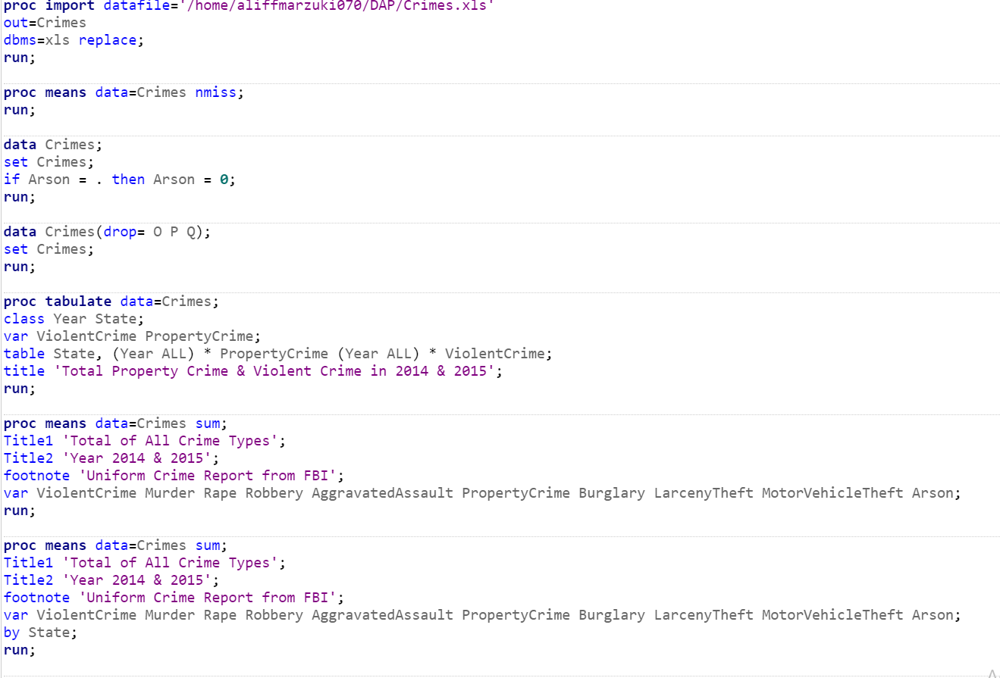 proc import datafile='/home/aliffmarzuki070/DAP/Crimes.xls'
out=Crimes
dbms=xls replace;
run;
proc means data=Crimes nmiss;
run;
data Crimes;
set Crimes;
if Arson = . then Arson = 0;
run;
data Crimes(drop= O P Q);
set Crimes;
run;
proc tabulate data=Crimes;
class Year State;
var ViolentCrime PropertyCrime;
table State, (Year ALL) * PropertyCrime (Year ALL) * ViolentCrime;
title 'Total Property Crime & Violent Crime in 2014 & 2015';
run;
proc means data=Crimes sum;
Title1 'Total of All Crime Types';
Title2 'Year 2014 & 2015';
footnote 'Uniform Crime Report from FBI';
var ViolentCrime Murder Rape Robbery AggravatedAssault PropertyCrime Burglary LarcenyTheft MotorVehicleTheft Arson;
run;
proc means data=Crimes sum;
Title1 'Total of All Crime Types';
Title2 'Year 2014 & 2015';
footnote 'Uniform Crime Report from FBI';
var ViolentCrime Murder Rape Robbery AggravatedAssault PropertyCrime Burglary LarcenyTheft MotorVehicleTheft Arson;
by State;
run;